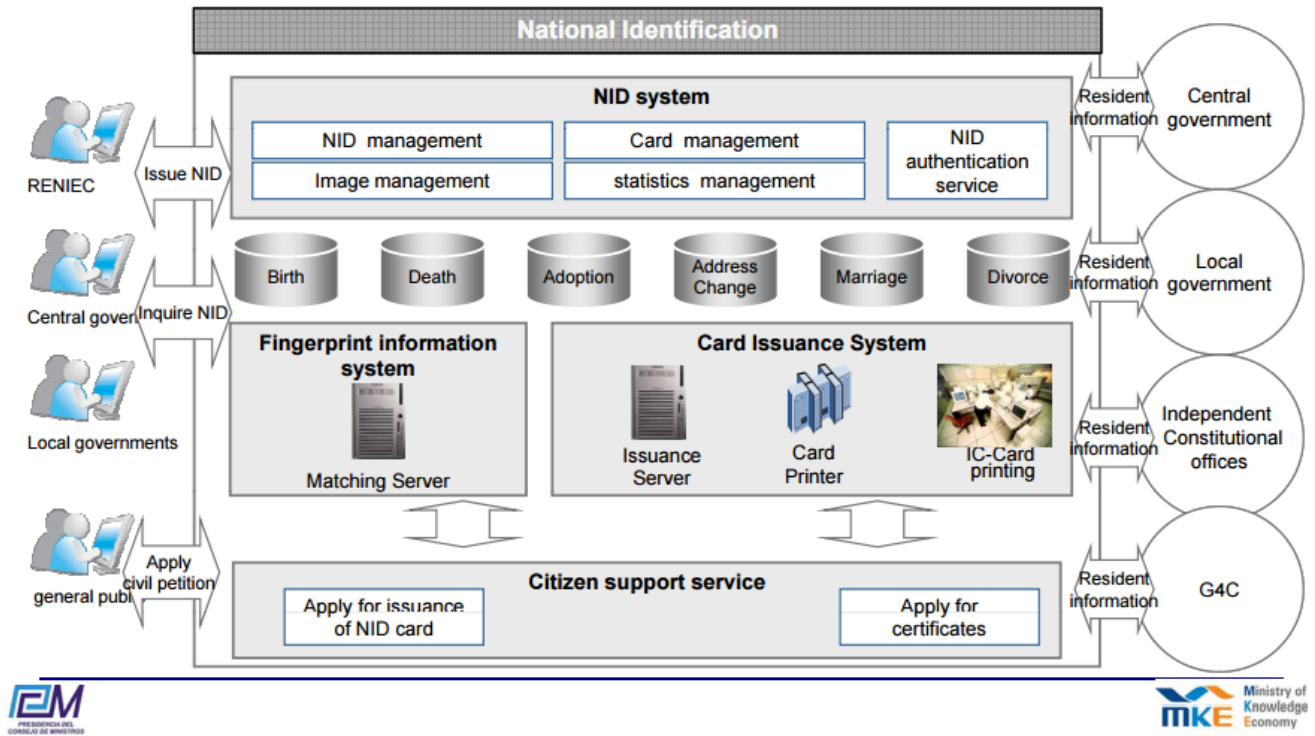 National Identification
NID system
NID management
Card management
NID
authentication
service
Image management
statistics management
RENIEC
Issue NID
Resident
information
Central
government
Birth
Death
Adoption
Address
Change
Marriage
Divorce
Resident
information
Local
government
Central gover
Inquire NID
Fingerprint information
system
Matching Server
Card Issuance System
Issuance
Server
Card
Printer
IC-Card
printing
Local governments
Resident
information
Independent
Constitutional
offices
general publi
Apply
civil petition
Citizen support service
Apply for issuance
of NID card
Apply for
certificates
Resident
information
G4C
PCM
PRESIDENCIA DEL
CONSEJO DE MINISTROS
MKE
Ministry of
Knowledge
Economy